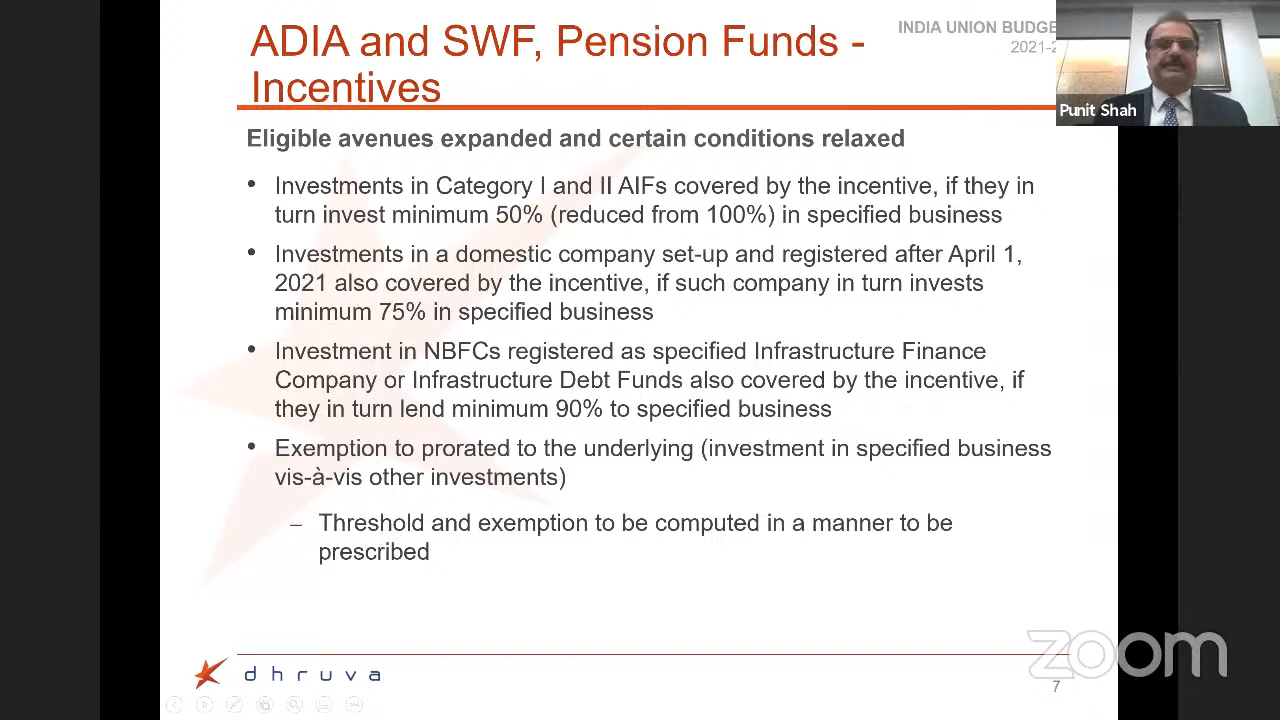 ADIA and SWF, Pension Funds -
Incentives
INDIA UNION BUDGE
2021-2
Punit Shah
Eligible avenues expanded and certain conditions relaxed
• Investments in Category I and II AIFs covered by the incentive, if they in
turn invest minimum 50% (reduced from 100%) in specified business
• Investments in a domestic company set-up and registered after April 1,
2021 also covered by the incentive, if such company in turn invests
minimum 75% in specified business
• Investment in NBFCs registered as specified Infrastructure Finance
Company or Infrastructure Debt Funds also covered by the incentive, if
they in turn lend minimum 90% to specified business
• Exemption to prorated to the underlying (investment in specified business
vis-à-vis other investments)
– Threshold and exemption to be computed in a manner to be
prescribed
dhruva
zoom
7